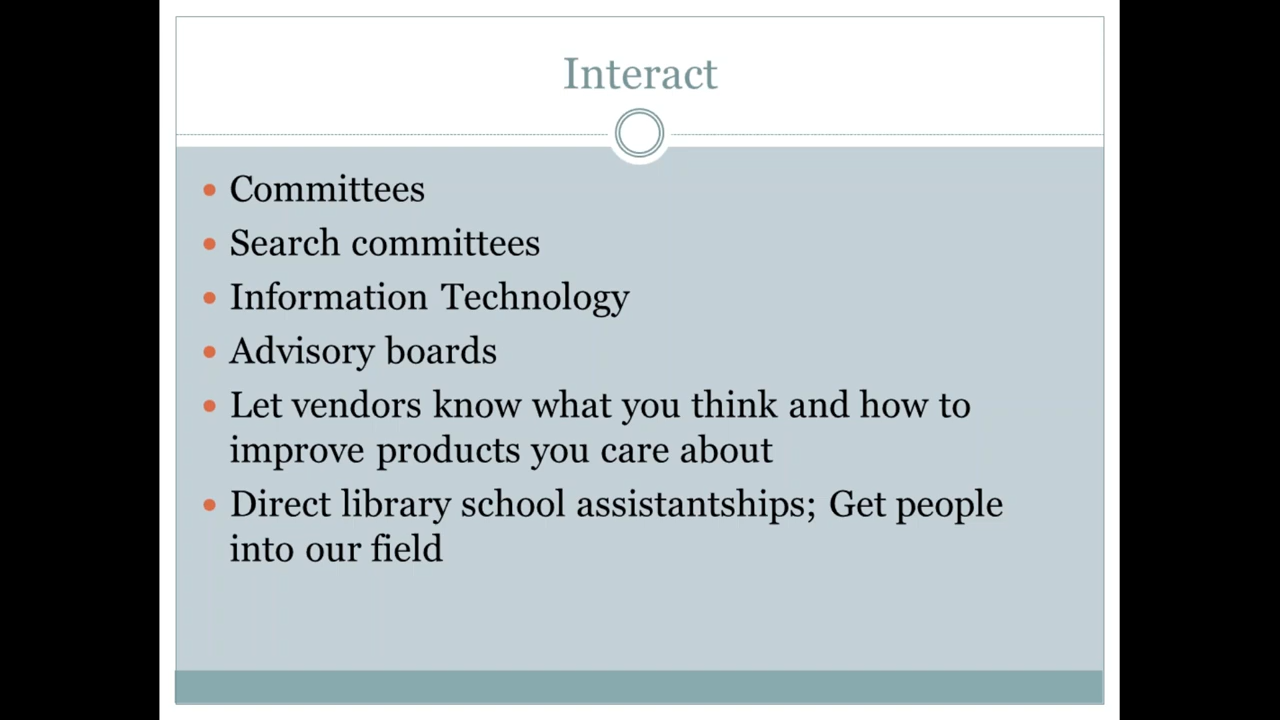 Interact
Committees
Search committees
Information Technology
Advisory boards
Let vendors know what you think and how to
improve products you care about
Direct library school assistantships; Get people
into our field